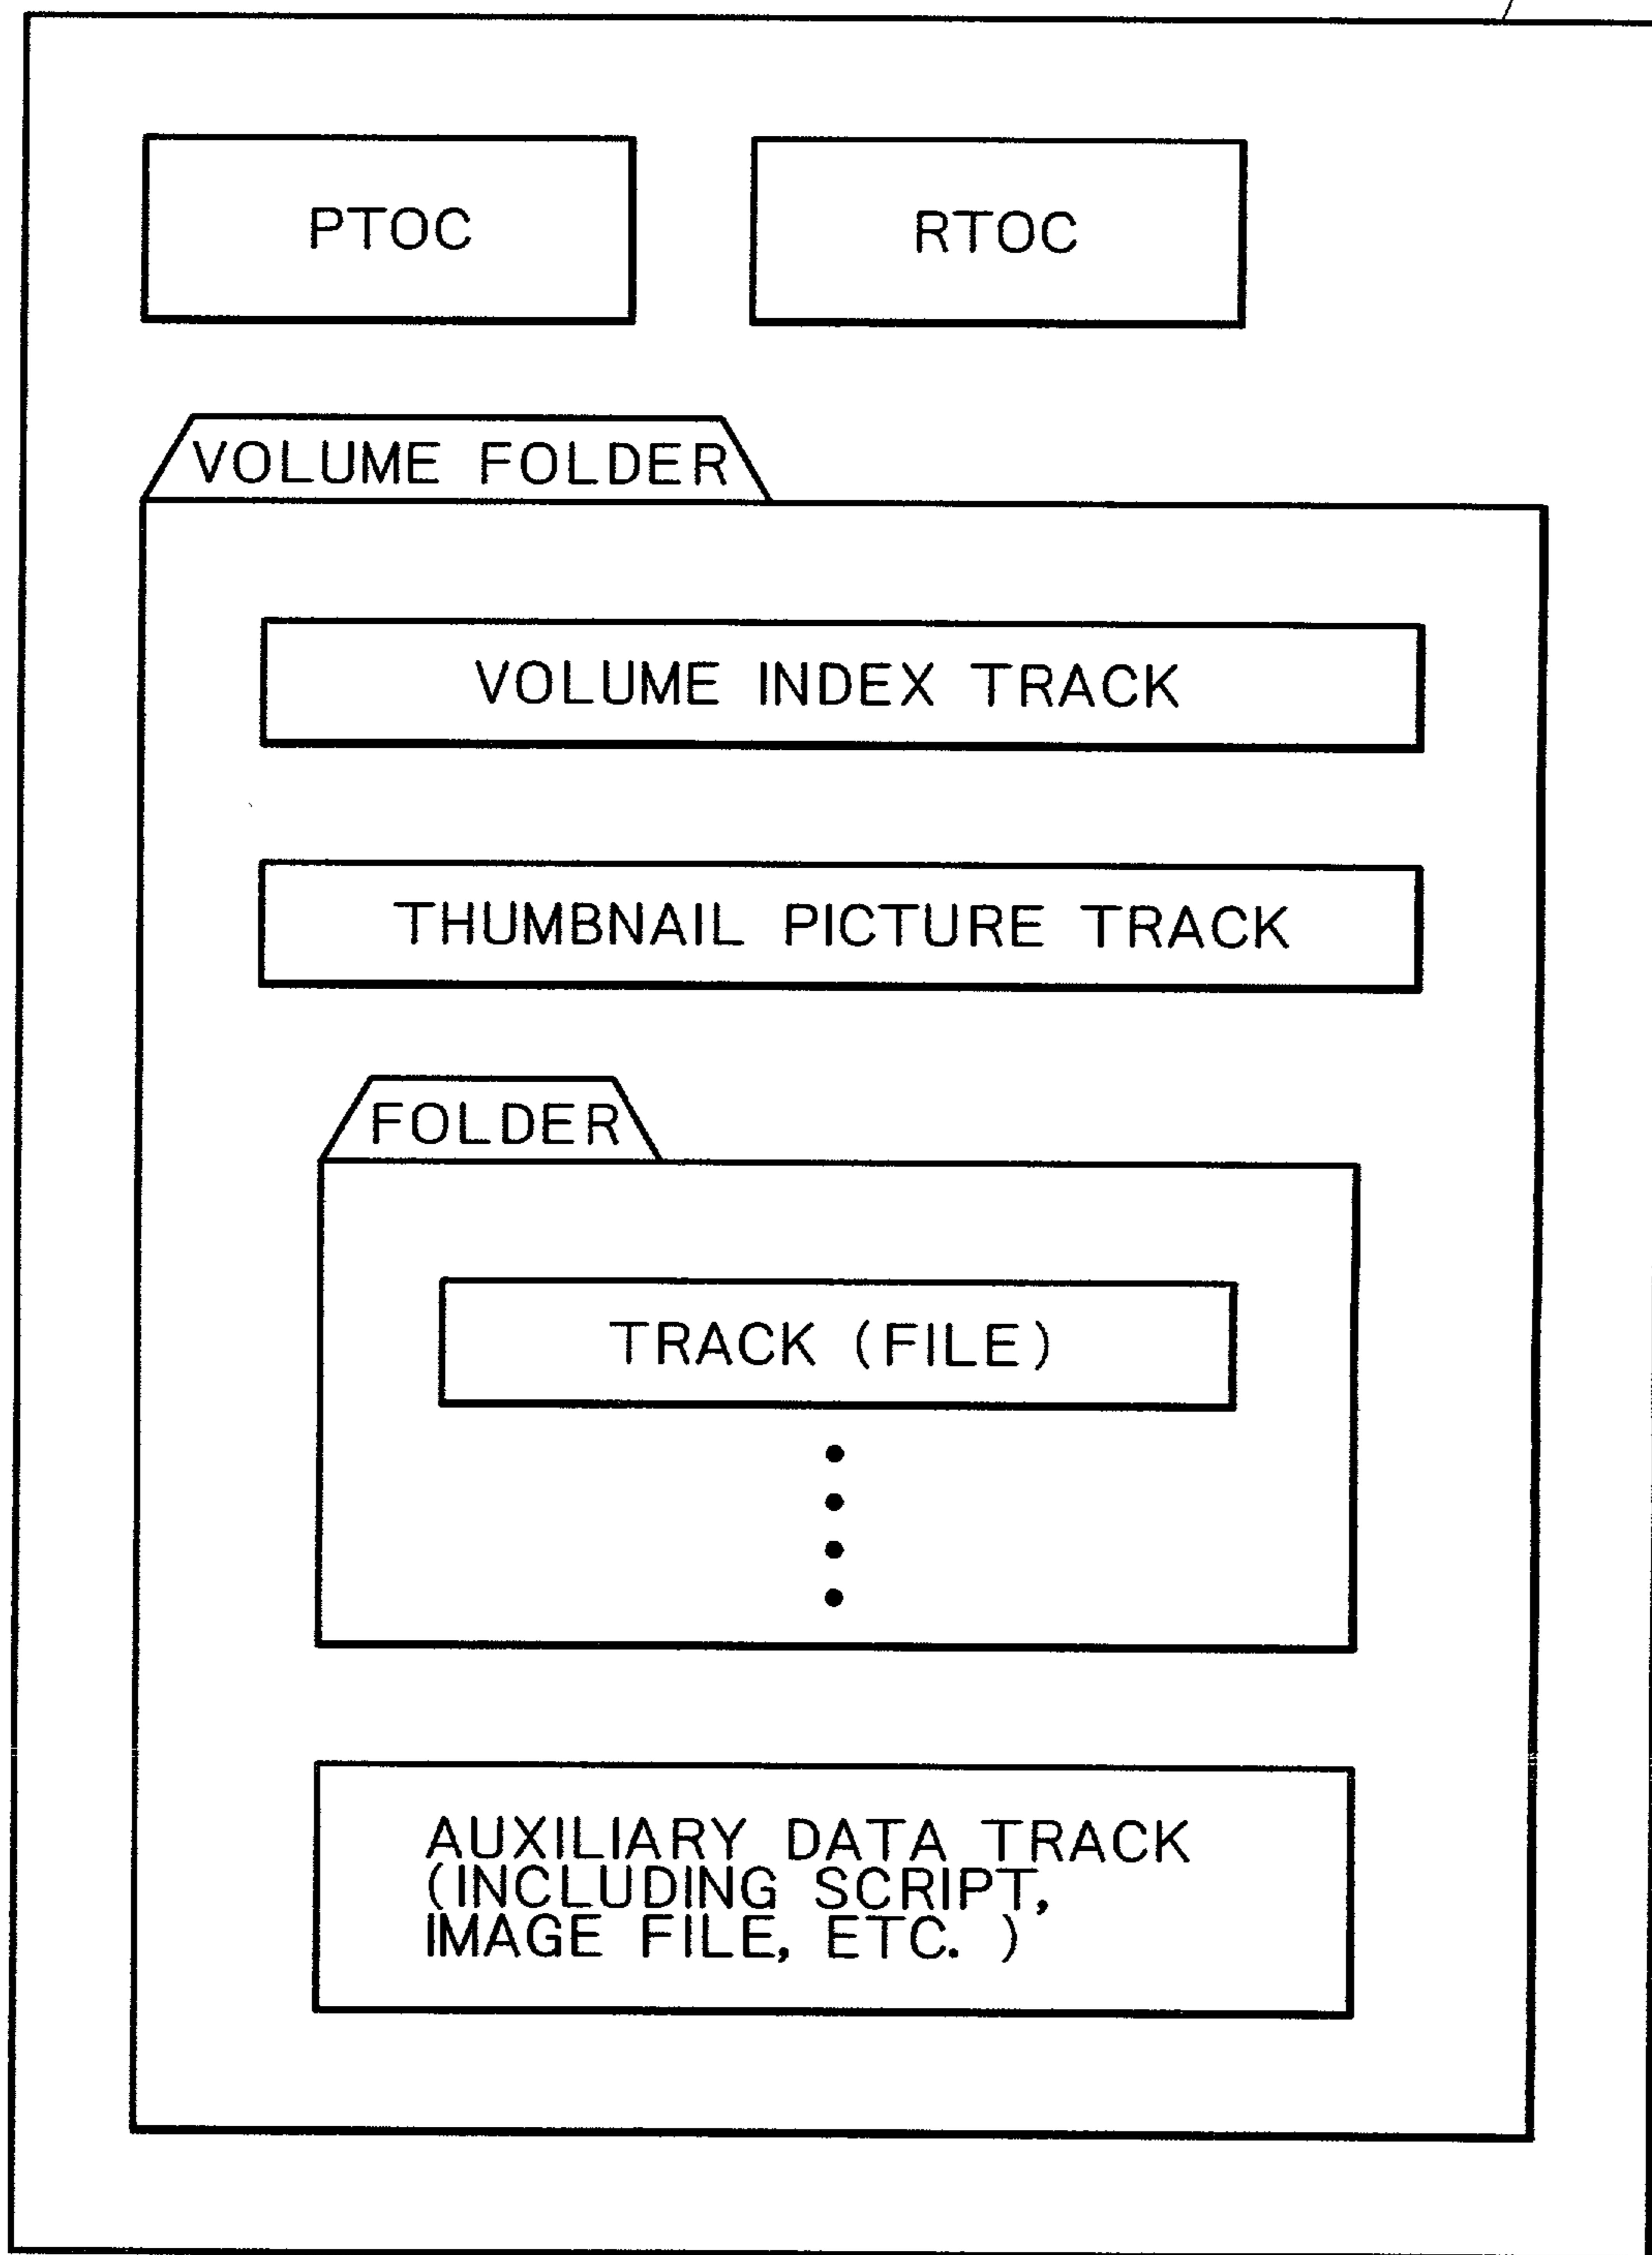 PTOC
RTOC
VOLUME FOLDER
VOLUME INDEX TRACK
THUMBNAIL PICTURE TRACK
FOLDER
TRACK (FILE)
AUXILIARY DATA TRACK
(INCLUDING SCRIPT,
IMAGE FILE, ETC. )